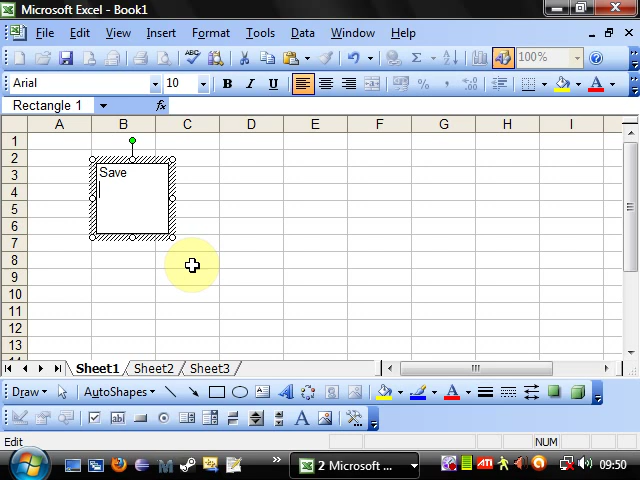 Microsoft Excel - Book1
File Edit View Insert Format Tools Data Window Help
Σ 100%
Arial 10 B I U % ,
Rectangle 1 fx
A B C D E F G H I
1
2
3 Save
4
5
6
7
8
9
10
11
12
13
Sheet1 Sheet2 Sheet3
Draw AutoShapes A A
ab A
Edit NUM
2 Microsoft ... ATI 09:50